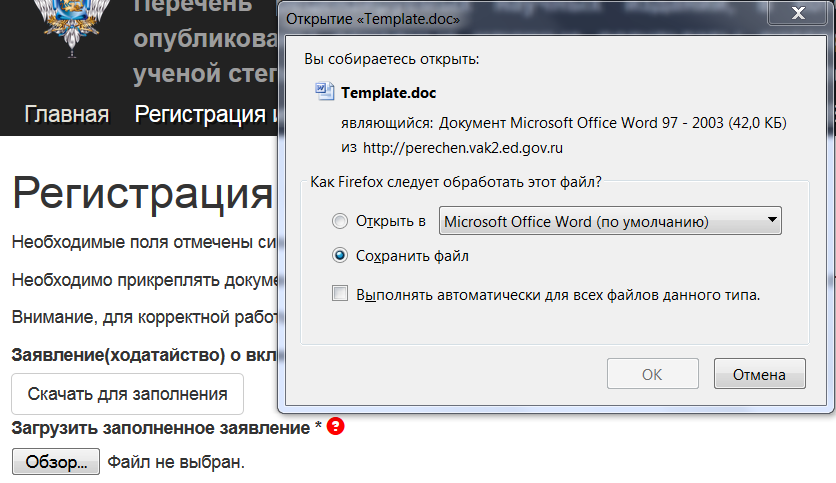 Перечень
опубликова
ученой степ
Главная
Регистрация и
Регистрация
Необходимые поля отмечены си
Необходимо прикреплять докуме
Внимание, для корректной работ
Заявление(ходатайство) о вкл
Скачать для заполнения
Загрузить заполненное заявление * ?
Обзор... Файл не выбран.
Открытие «Template.doc»
Вы собираетесь открыть:
Template.doc
являющийся: Документ Microsoft Office Word 97 - 2003 (42,0 КБ)
из http://perechen.vak2.ed.gov.ru
Как Firefox следует обработать этот файл?
Открыть в Microsoft Office Word (по умолчанию)
Сохранить файл
Выполнять автоматически для всех файлов данного типа.
ОК Отмена